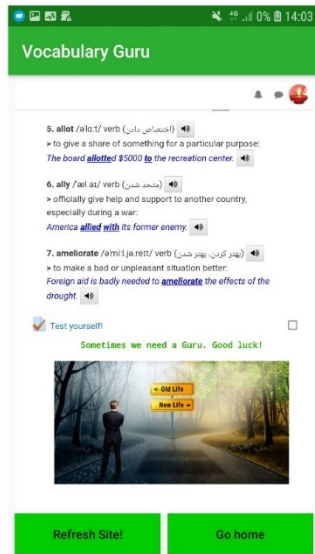 4G 0% 14:03
Vocabulary Guru
5. allot /əˈlɑːt/ verb (اختصاص دادن)
> to give a share of something for a particular purpose:
The board allotted $5000 to the recreation center.
6. ally /ˈæl.aɪ/ verb (متحد شدن)
> officially give help and support to another country,
especially during a war:
America allied with its former enemy.
7. ameliorate /əˈmiːl.jə.reɪt/ verb (بهتر کردن، بهتر شدن)
> to make a bad or unpleasant situation better:
Foreign aid is badly needed to ameliorate the effects of the
drought.
Test yourself!
Sometimes we need a Guru. Good luck!
← Old Life
New Life →
Refresh Site!
Go home